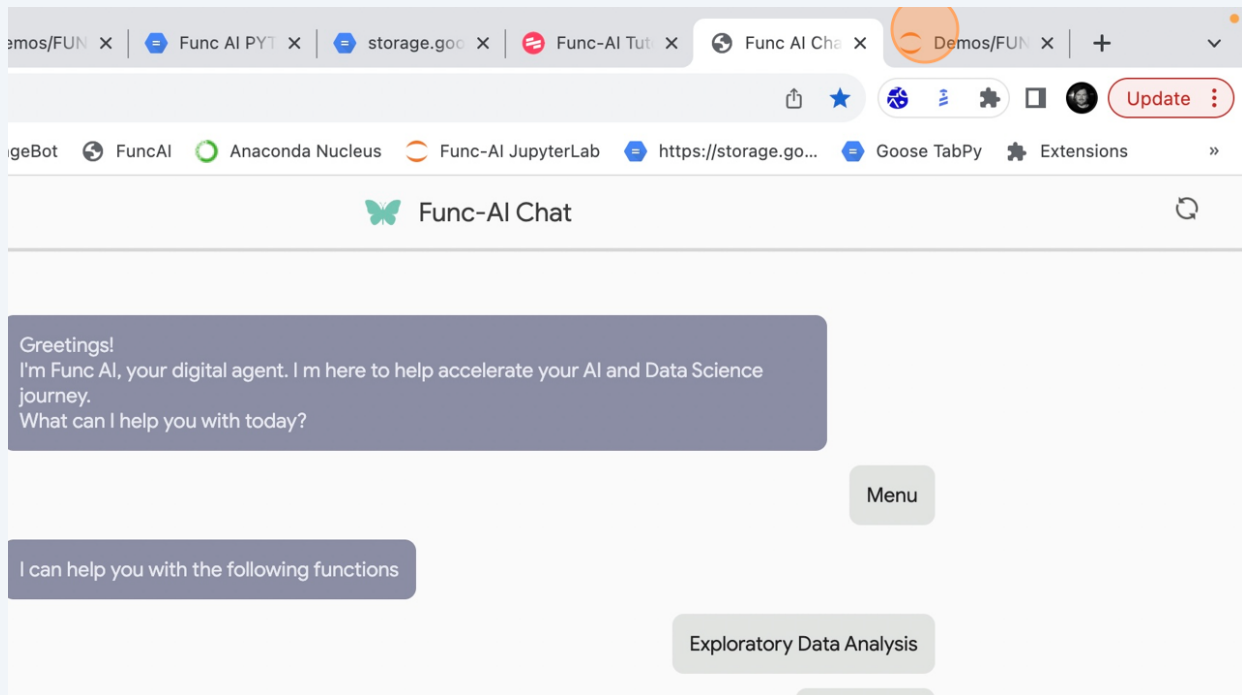 emos/FUN Func AI PYT storage.goo Func-AI Tut Func AI Cha Demos/FUN
Update
geBot FuncAI Anaconda Nucleus Func-AI JupyterLab https://storage.go... Goose TabPy Extensions »
Func-AI Chat
Greetings!
I'm Func AI, your digital agent. I m here to help accelerate your AI and Data Science
journey.
What can I help you with today?
Menu
I can help you with the following functions
Exploratory Data Analysis